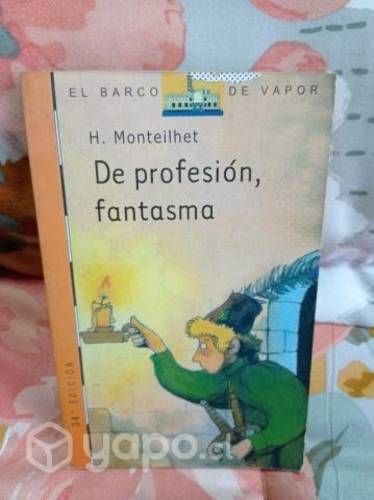 EL BARCO DE VAPOR
H. Monteilhet
De profesión,
fantasma
34ª EDICIÓN
yapo.cl